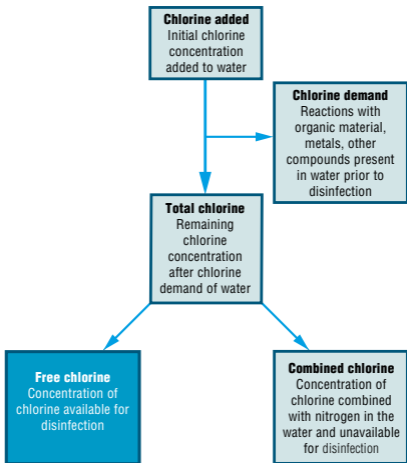 Chlorine added
Initial chlorine
concentration
added to water
Chlorine demand
Reactions with
organic material,
metals, other
compounds present
in water prior to
disinfection
Total chlorine
Remaining
chlorine
concentration
after chlorine
demand of water
Free chlorine
Concentration of
chlorine available for
disinfection
Combined chlorine
Concentration of
chlorine combined
with nitrogen in the
water and unavailable
for disinfection